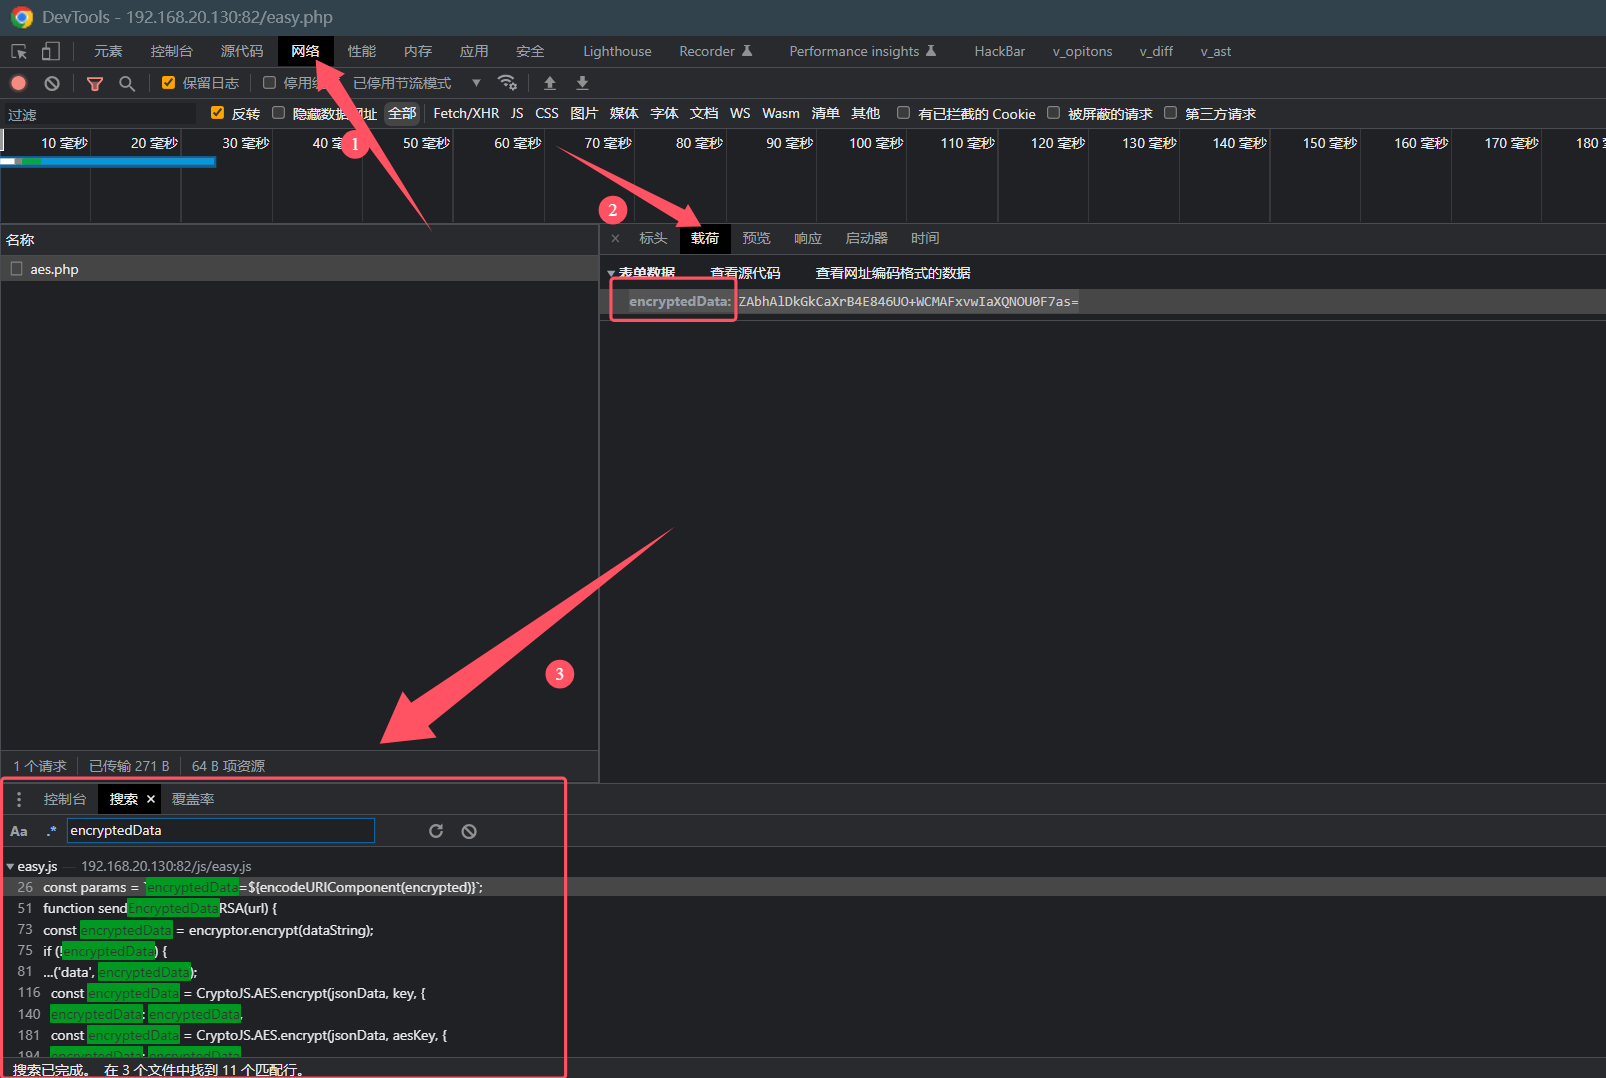 DevTools - 192.168.20.130:82/easy.php
元素 控制台 源代码 网络 性能 内存 应用 安全 Lighthouse Recorder Performance insights HackBar v_opitons v_diff v_ast
保留日志 停用 已停用节流模式
过滤 反转 隐藏数据 网址 全部 Fetch/XHR JS CSS 图片 媒体 字体 文档 WS Wasm 清单 其他 有已拦截的 Cookie 被屏蔽的请求 第三方请求
10 毫秒 20 毫秒 30 毫秒 40 毫 50 毫秒 60 毫秒 70 毫秒 80 毫秒 90 毫秒 100 毫秒 110 毫秒 120 毫秒 130 毫秒 140 毫秒 150 毫秒 160 毫秒 170 毫秒 180
1
2
名称
× 标头 载荷 预览 响应 启动器 时间
aes.php
表单数据 查看源代码 查看网址编码格式的数据
encryptedData: ZAbhAlDkGkCaXrB4E846UO+WCMAFxvwIaXQNOU0F7as=
3
1 个请求 已传输 271 B 64 B 项资源
控制台 搜索 × 覆盖率
Aa .* encryptedData
easy.js — 192.168.20.130:82/js/easy.js
26 const params = `encryptedData=${encodeURIComponent(encrypted)}`;
51 function sendEncryptedDataRSA(url) {
73 const encryptedData = encryptor.encrypt(dataString);
75 if (!encryptedData) {
81 ...('data', encryptedData);
116 const encryptedData = CryptoJS.AES.encrypt(jsonData, key, {
140 encryptedData: encryptedData,
181 const encryptedData = CryptoJS.AES.encrypt(jsonData, aesKey, {
194 encryptedData: encryptedData
搜索已完成。 在 3 个文件中找到 11 个匹配行。